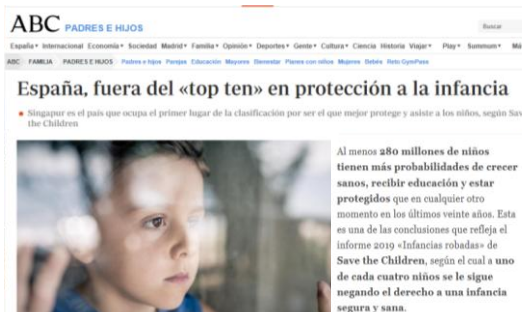 ABC PADRES E HIJOS
Buscar
España Internacional Economía Sociedad Madrid Familia Opinión Deportes Gente Cultura Ciencia Historia Viajar Play Summum Má
ABC FAMILIA PADRES E HIJOS Padres e hijos Parejas Educación Mayores Bienestar Planes con niños Mujeres Bebés Reto GymPass
España, fuera del «top ten» en protección a la infancia
Singapur es el país que ocupa el primer lugar de la clasificación por ser el que mejor protege y asiste a los niños, según Sav
the Children
Al menos 280 millones de niños
tienen más probabilidades de crecer
sanos, recibir educación y estar
protegidos que en cualquier otro
momento en los últimos veinte años. Esta
es una de las conclusiones que refleja el
informe 2019 «Infancias robadas» de
Save the Children, según el cual a uno
de cada cuatro niños se le sigue
negando el derecho a una infancia
segura y sana.